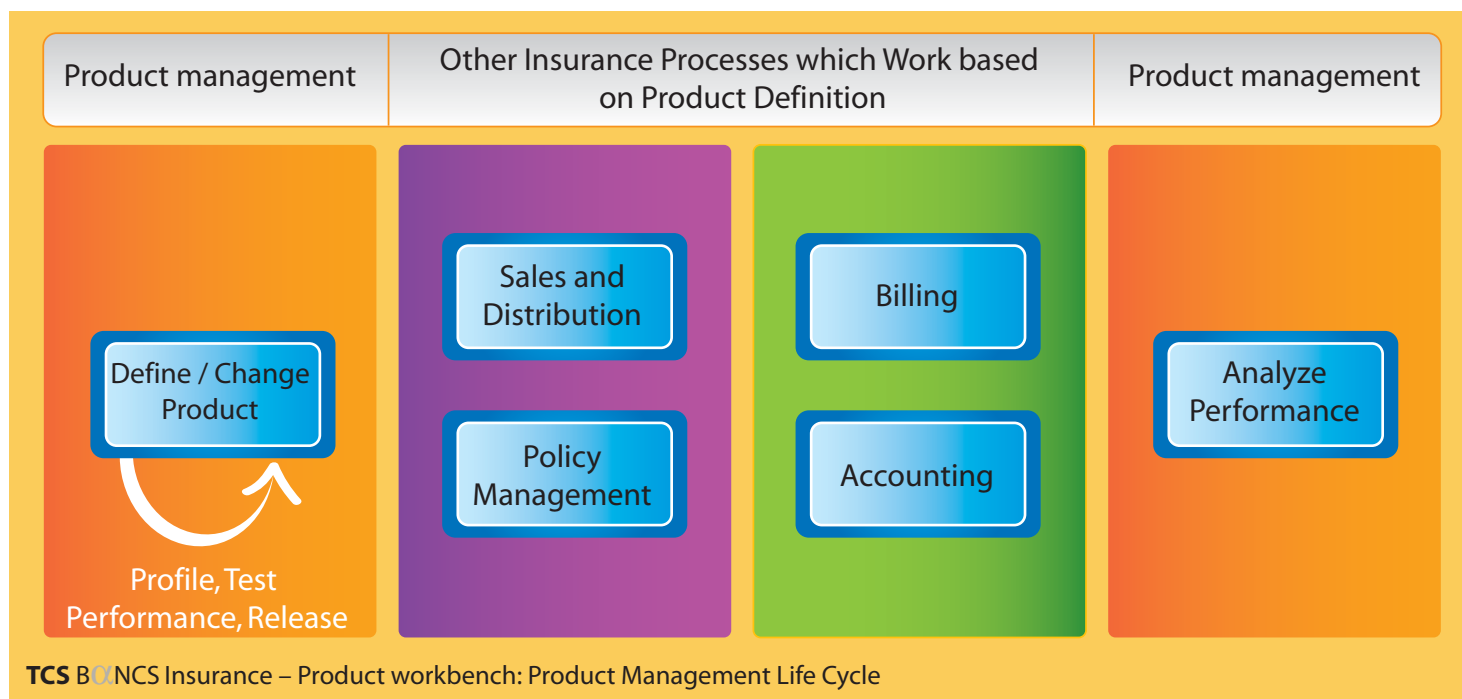 Product management
Other Insurance Processes which Work based
on Product Definition
Product management
Define / Change
Product
Profile, Test
Performance, Release
Sales and
Distribution
Policy
Management
Billing
Accounting
Analyze
Performance
TCS BαNCS Insurance – Product workbench: Product Management Life Cycle